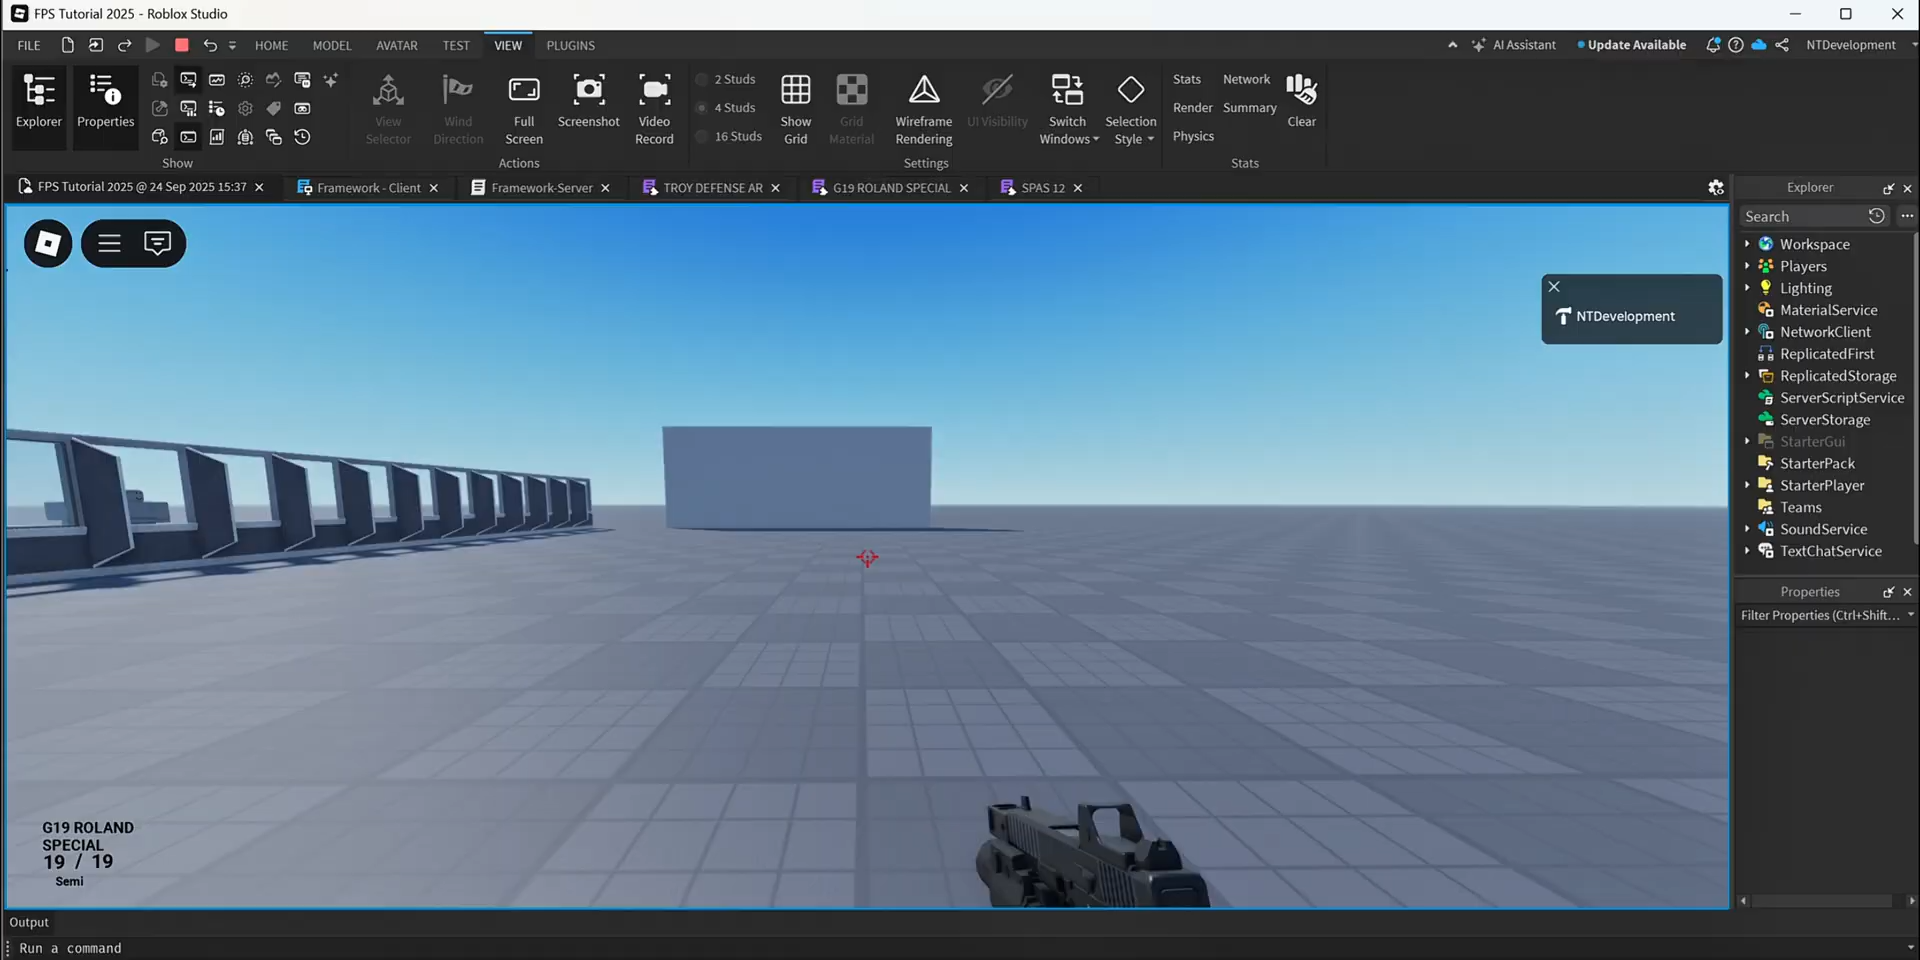 FPS Tutorial 2025 - Roblox Studio
FILE
HOME
MODEL
AVATAR
TEST
VIEW
PLUGINS
AI Assistant
Update Available
NTDevelopment
Explorer
Properties
Show
View
Selector
Wind
Direction
Full
Screen
Screenshot
Video
Record
Actions
2 Studs
4 Studs
16 Studs
Show
Grid
Grid
Material
Wireframe
Rendering
UI Visibility
Switch
Windows
Selection
Style
Settings
Stats
Network
Render
Summary
Physics
Clear
Stats
FPS Tutorial 2025 @ 24 Sep 2025 15:37
Framework - Client
Framework-Server
TROY DEFENSE AR
G19 ROLAND SPECIAL
SPAS 12
Explorer
Search
Workspace
Players
Lighting
MaterialService
NetworkClient
ReplicatedFirst
ReplicatedStorage
ServerScriptService
ServerStorage
StarterGui
StarterPack
StarterPlayer
Teams
SoundService
TextChatService
Properties
Filter Properties (Ctrl+Shift...
NTDevelopment
G19 ROLAND
SPECIAL
19 / 19
Semi
Output
Run a command